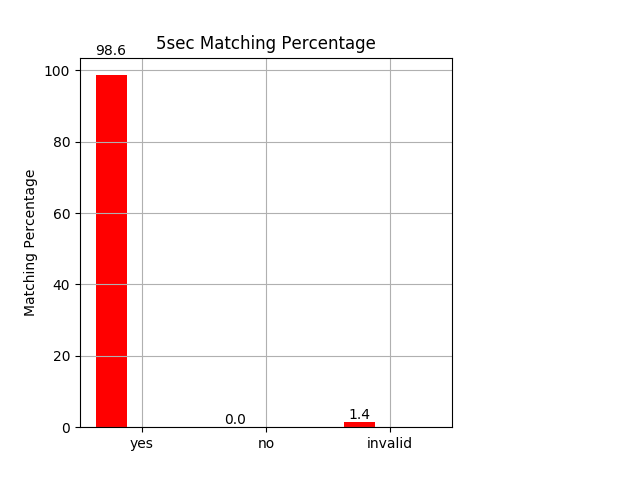 5sec Matching Percentage
98.6
100
80
60
40
20
0
Matching Percentage
0.0
1.4
yes
no
invalid